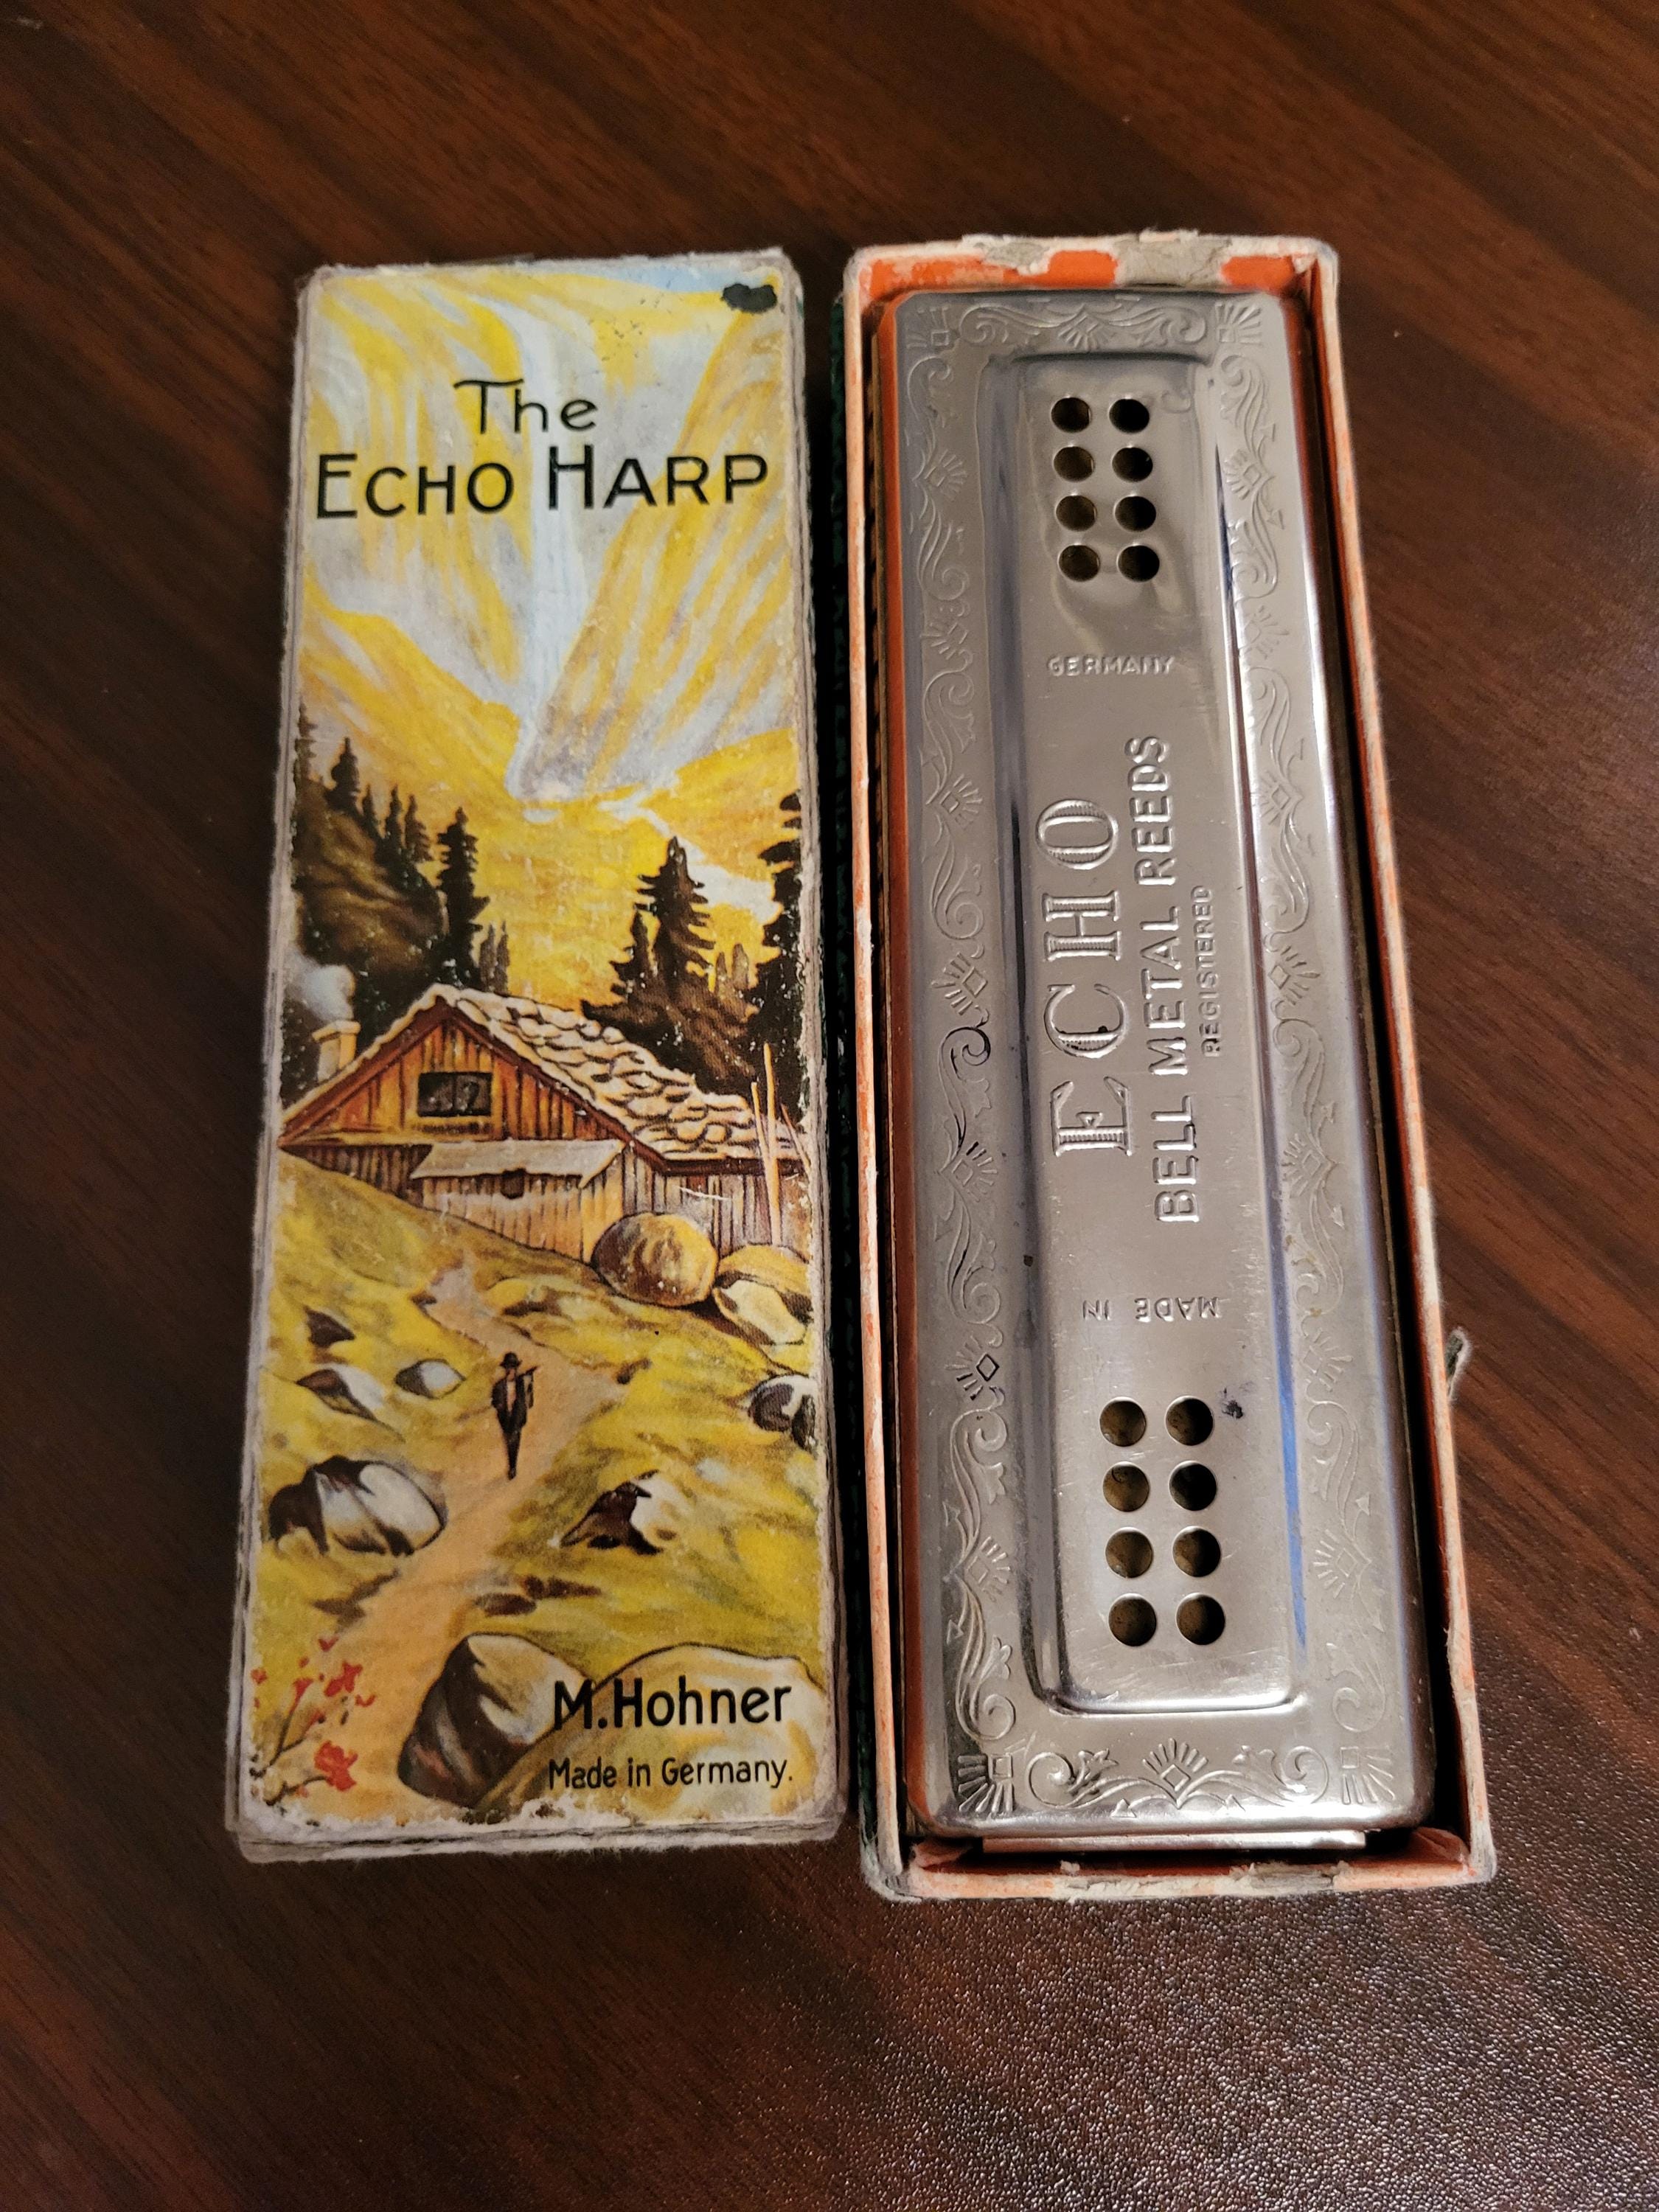 The
ECHO HARP
M. Hohner
Made in Germany.
GERMANY
ECHO
BELL METAL REEDS
REGISTERED
MADE IN